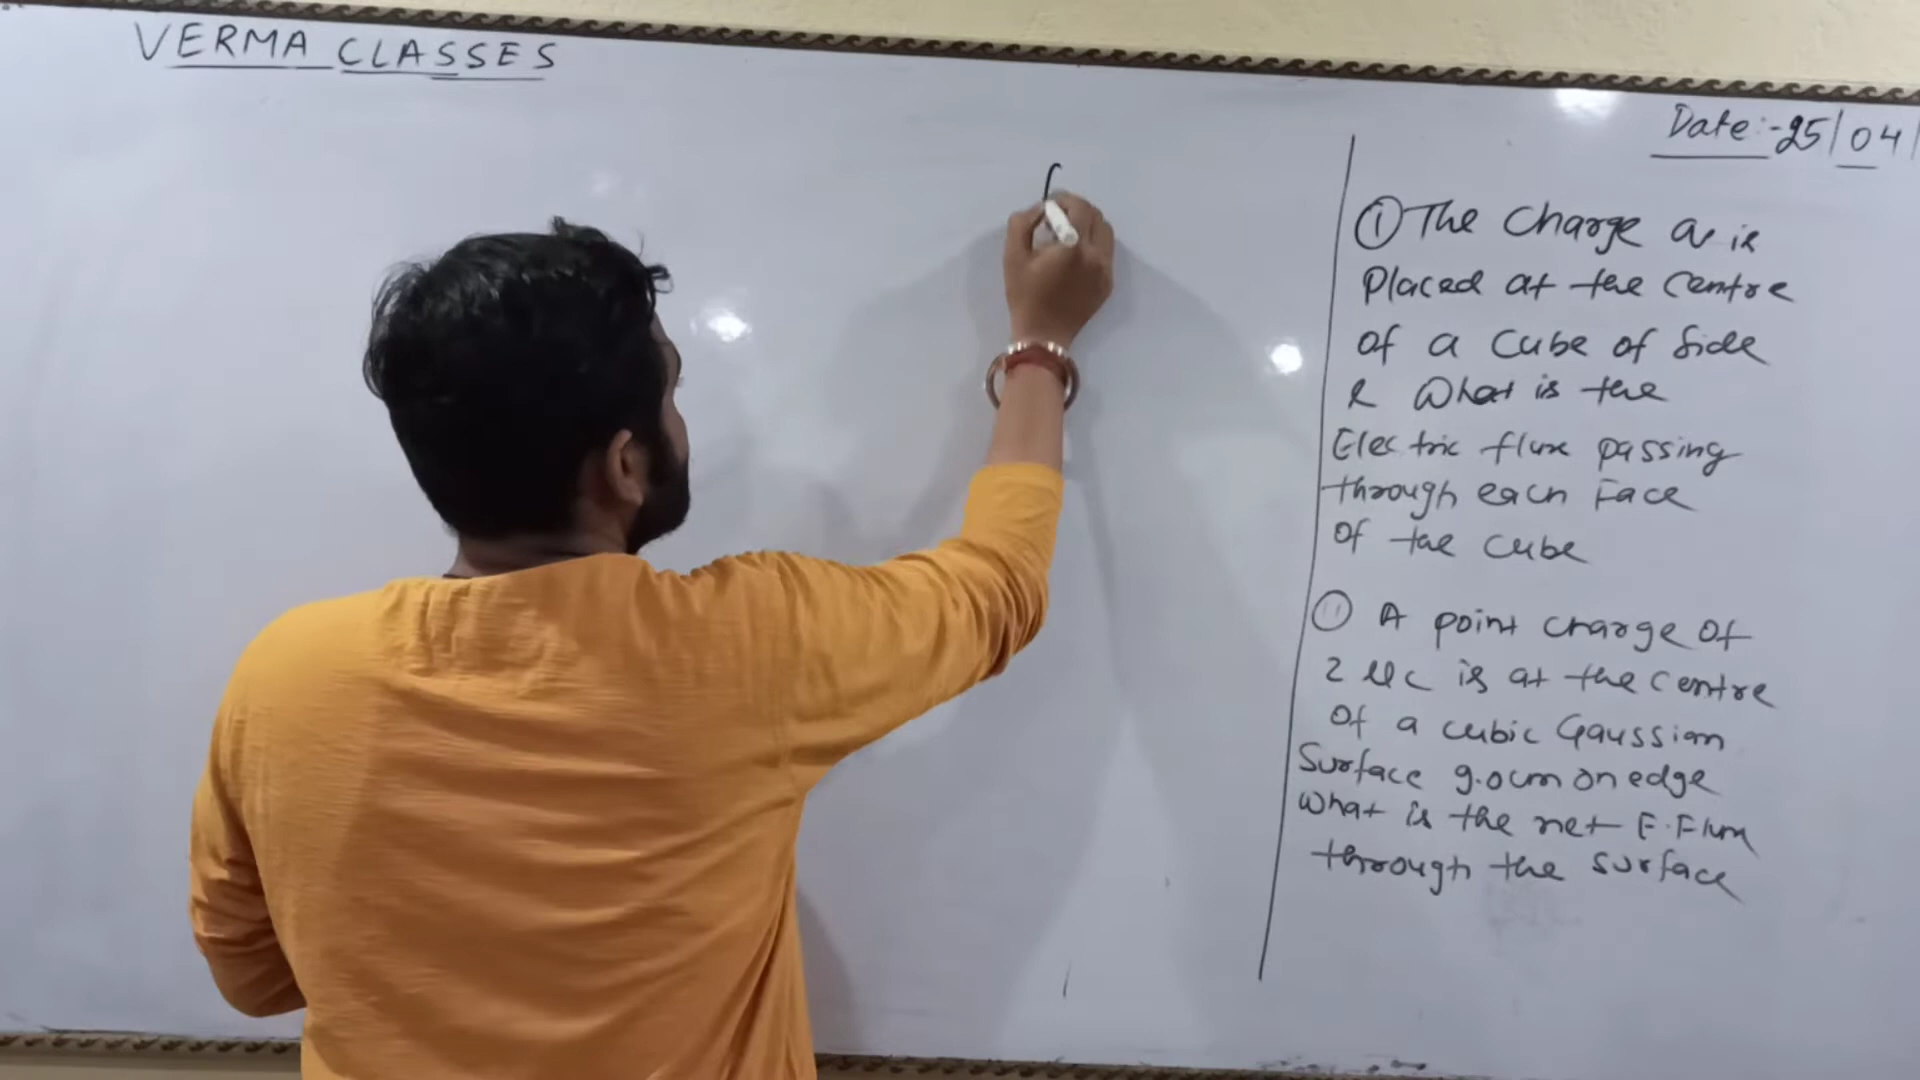 VERMA CLASSES
Date:-25/04/
① The Charge Q is
Placed at the Centre
Of a Cube of Side
l What is the
Electric flux passing
through each Face
Of the Cube
⑪ A point charge Of
2 μc is at the centre
Of a cubic Gaussian
Surface 9.0cm on edge
What is the net E.Flux
through the Surface